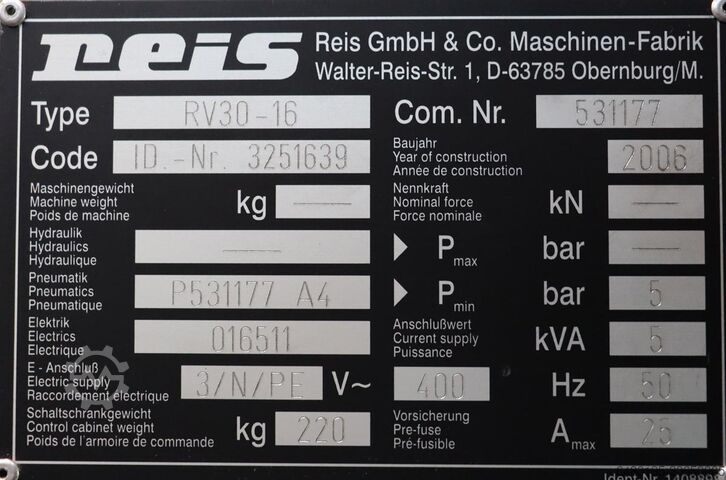 reis
Reis GmbH & Co. Maschinen-Fabrik
Walter-Reis-Str. 1, D-63785 Obernburg/M.
Type RV30-16 Com. Nr. 531177
Code ID.-Nr. 3251639
Baujahr
Year of construction 2006
Année de construction
Maschinengewicht
Machine weight kg —
Poids de machine
Nennkraft
Nominal force kN —
Force nominale
Hydraulik
Hydraulics —
Hydraulique
P max bar —
Pneumatik
Pneumatics P531177 A4
Pneumatique
P min bar 5
Elektrik
Electrics 016511
Electrique
Anschlußwert
Current supply kVA 5
Puissance
E - Anschluß
Electric supply 3/N/PE V~ 400 Hz 50
Raccordement électrique
Schaltschrankgewicht
Control cabinet weight kg 220
Poids de l'armoire de commande
Vorsicherung
Pre-fuse A max 25
Pré-fusible
Ident-Nr. 1408898